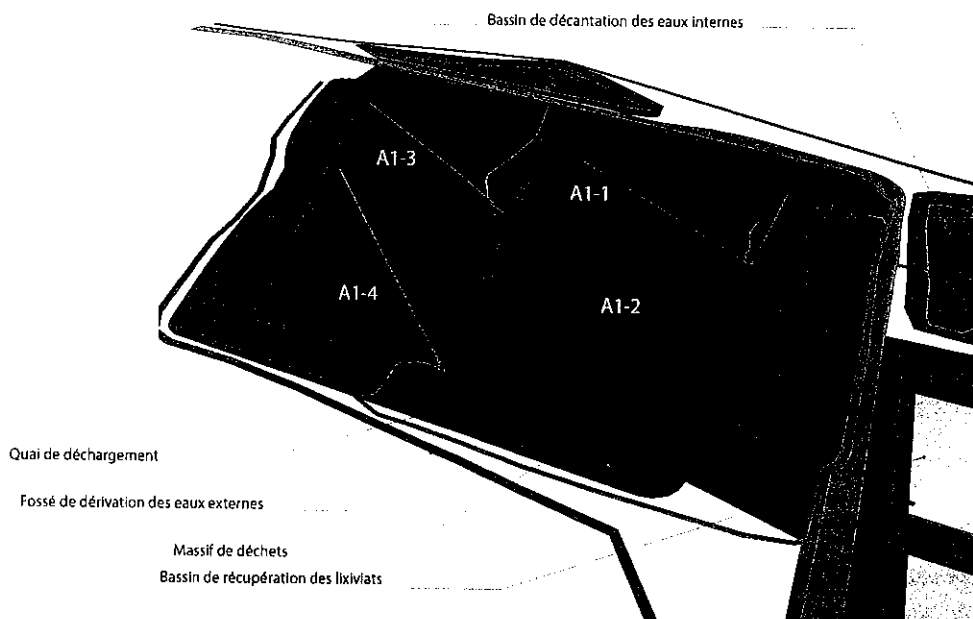 Bassin de décantation des eaux internes
A1-3
A1-1
A1-4
A1-2
Quai de déchargement
Fossé de dérivation des eaux externes
Massif de déchets
Bassin de récupération des lixiviats